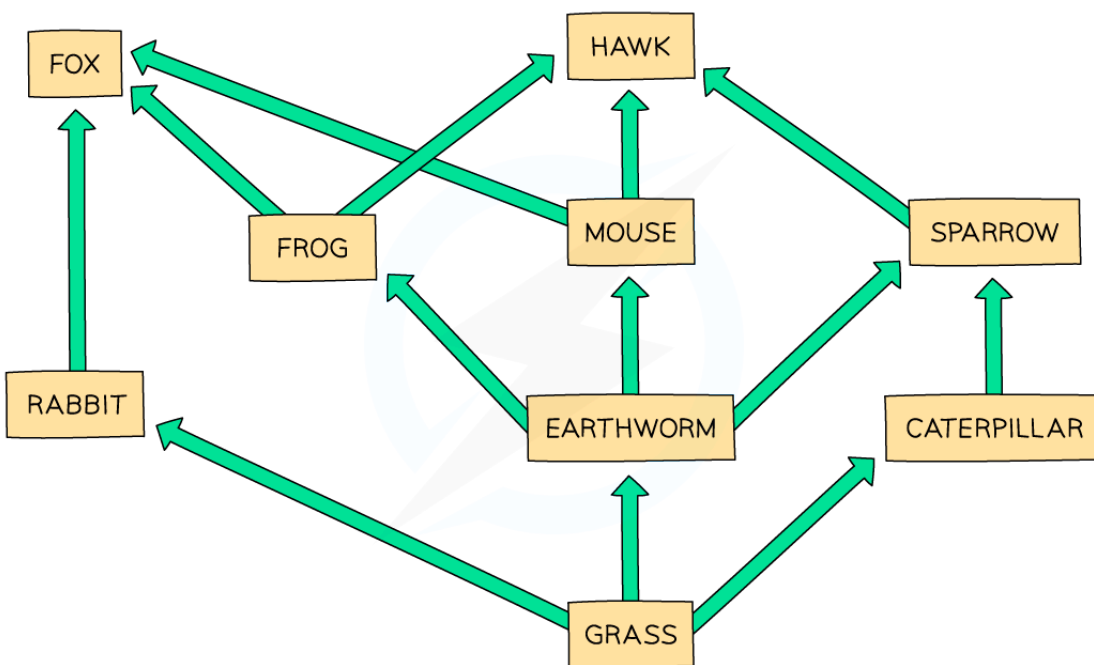 FOX
HAWK
FROG
MOUSE
SPARROW
RABBIT
EARTHWORM
CATERPILLAR
GRASS